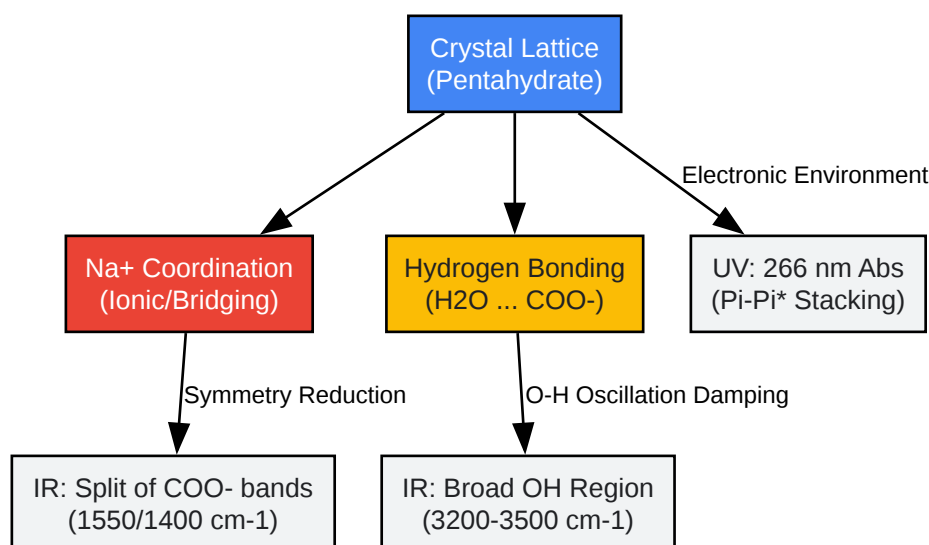 Crystal Lattice
(Pentahydrate)
Electronic Environment
Na+ Coordination
(Ionic/Bridging)
Hydrogen Bonding
(H2O ... COO-)
UV: 266 nm Abs
(Pi-Pi* Stacking)
Symmetry Reduction
O-H Oscillation Damping
IR: Split of COO- bands
(1550/1400 cm-1)
IR: Broad OH Region
(3200-3500 cm-1)